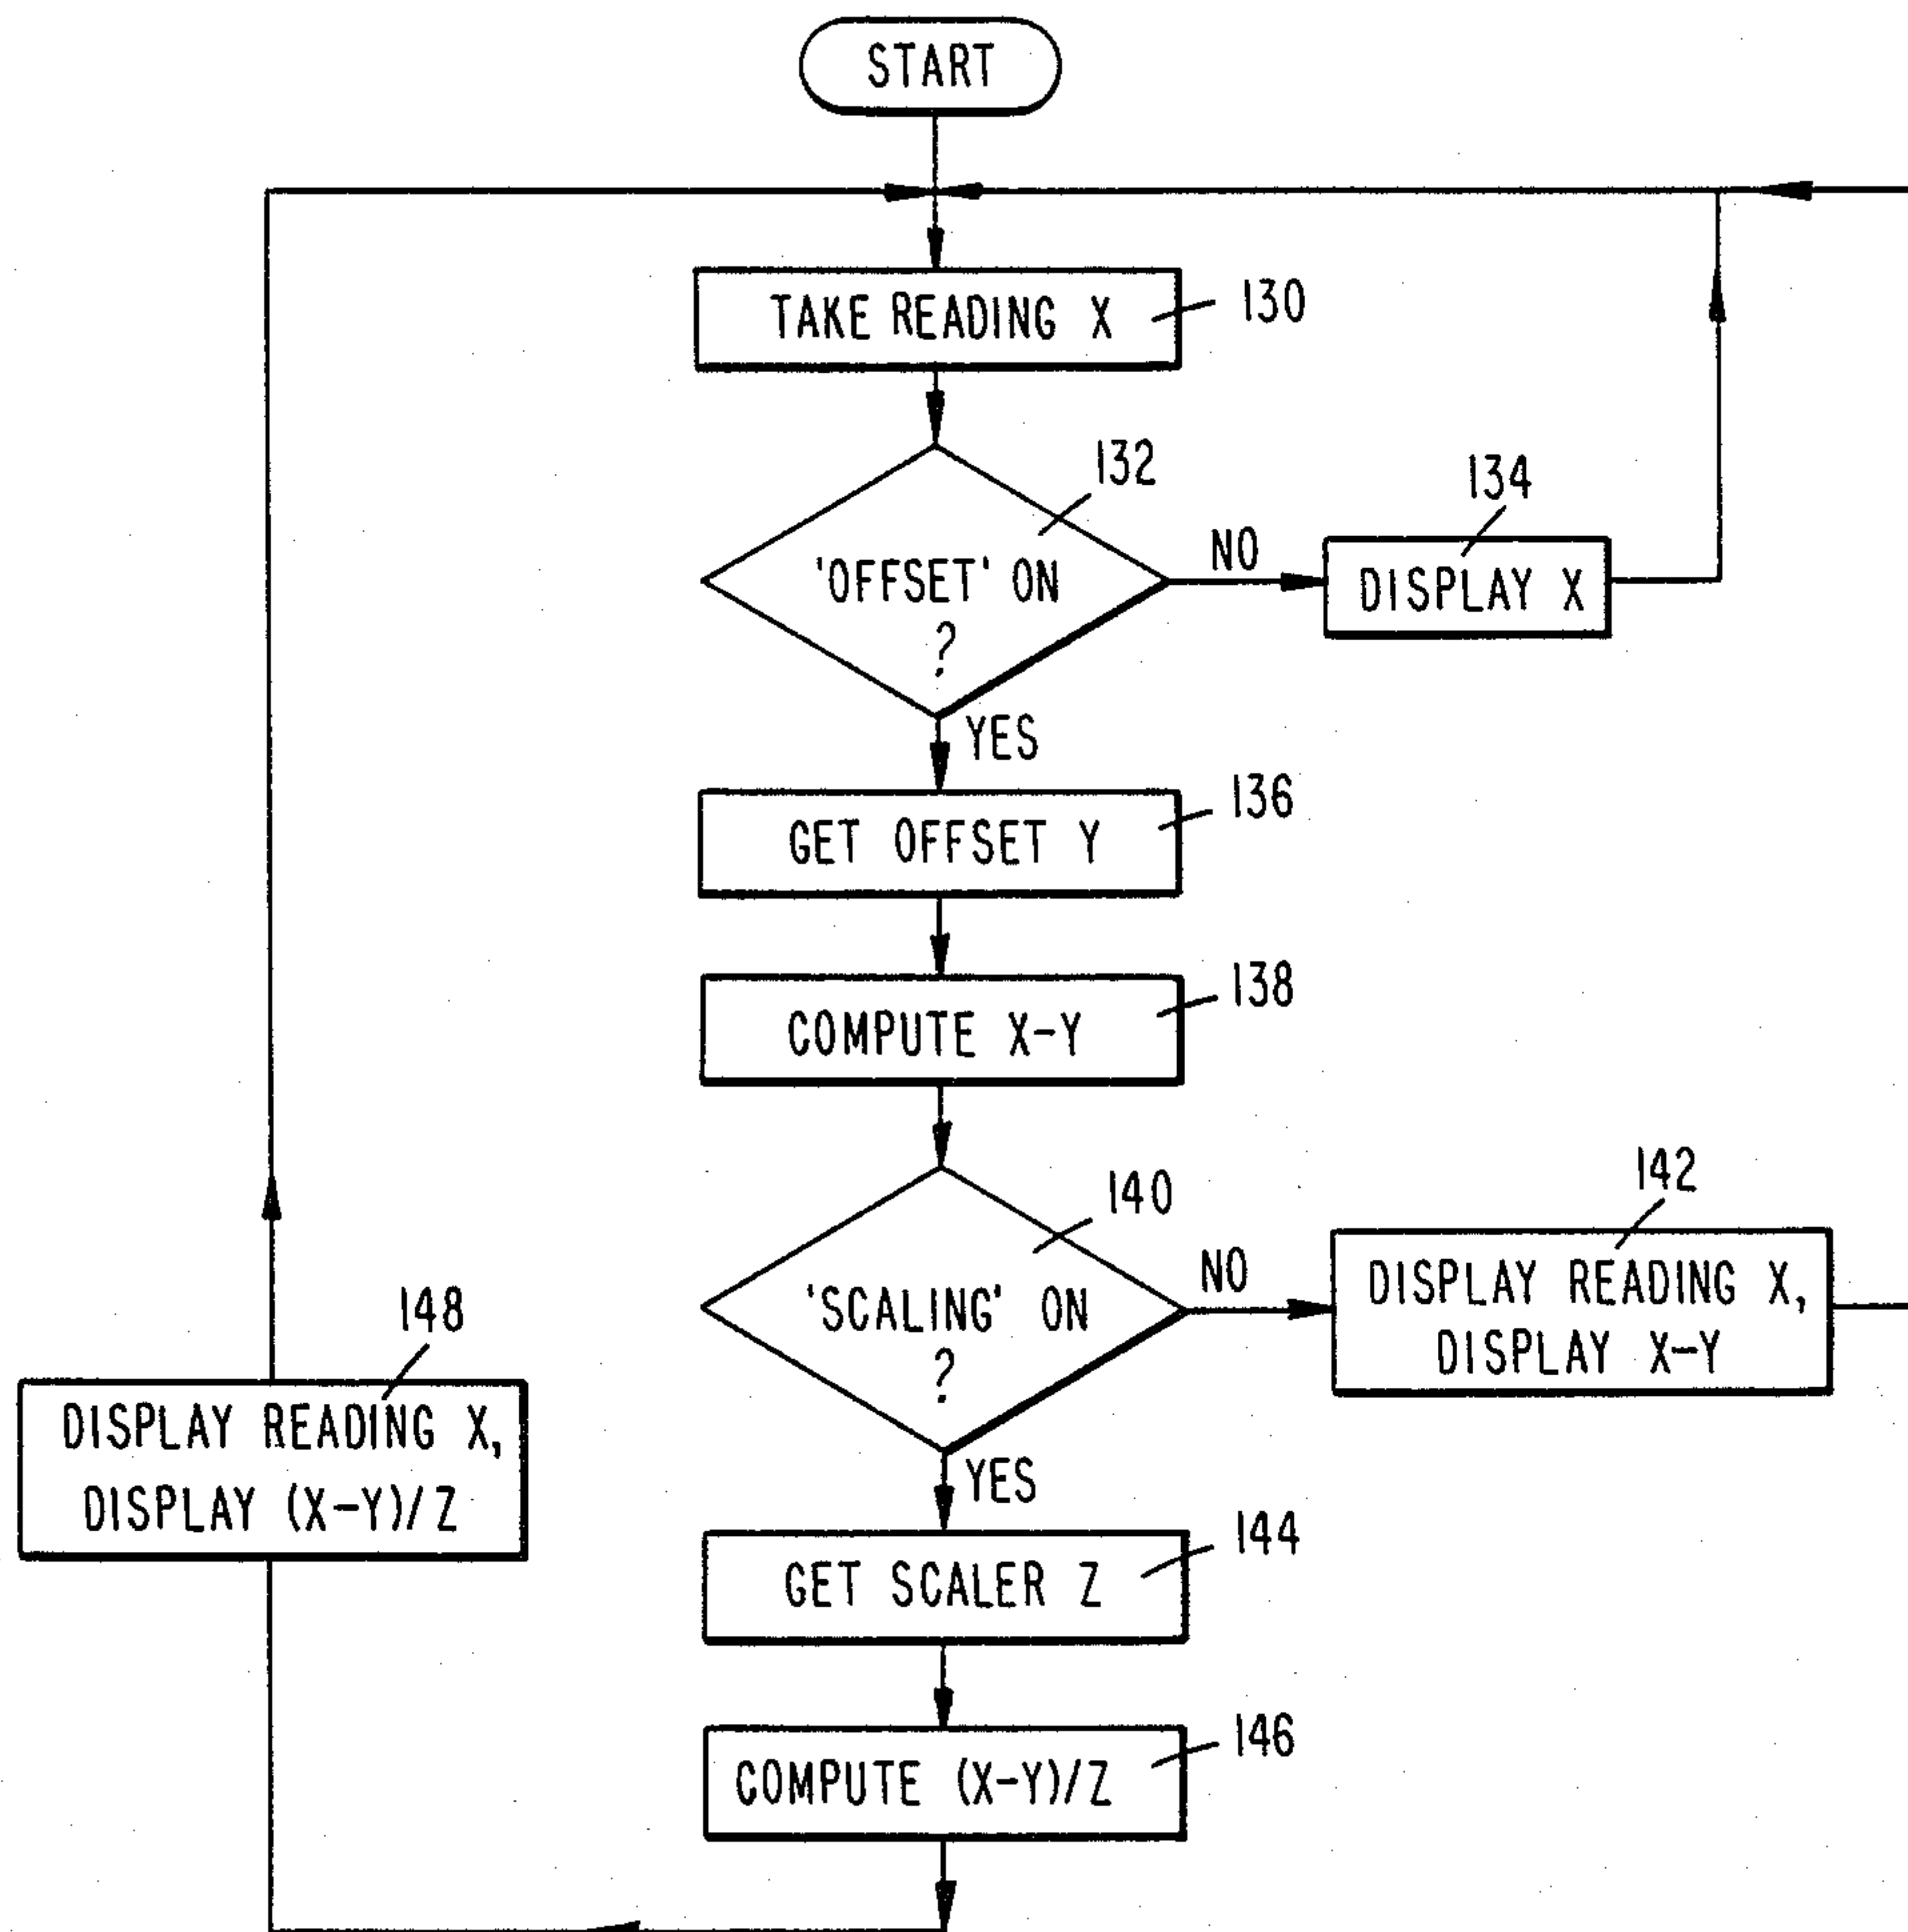 START
TAKE READING X
130
132
'OFFSET' ON
?
NO
134
DISPLAY X
YES
136
GET OFFSET Y
138
COMPUTE X-Y
140
'SCALING' ON
?
NO
142
DISPLAY READING X,
DISPLAY X-Y
148
DISPLAY READING X,
DISPLAY (X-Y)/Z
YES
144
GET SCALER Z
146
COMPUTE (X-Y)/Z